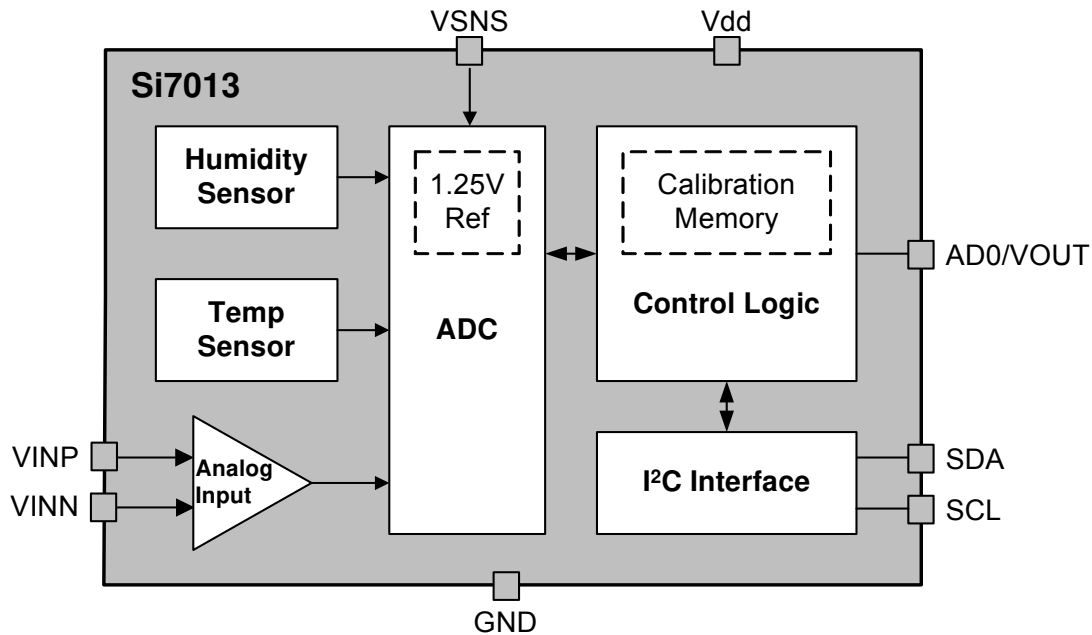 VSNS
Vdd
Si7013
Humidity
Sensor
1.25V
Ref
Calibration
Memory
AD0/VOUT
Temp
Sensor
ADC
Control Logic
VINP
VINN
Analog
Input
I²C Interface
SDA
SCL
GND